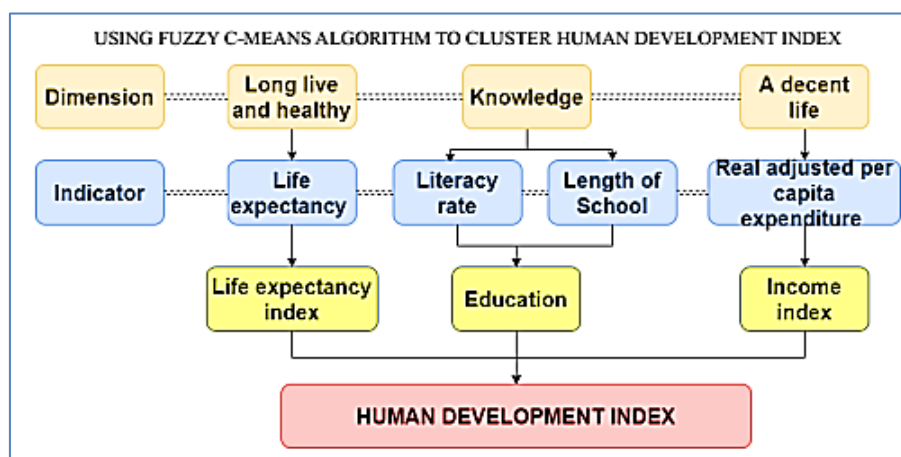 USING FUZZY C-MEANS ALGORITHM TO CLUSTER HUMAN DEVELOPMENT INDEX
Dimension
Long live
and healthy
Knowledge
A decent
life
Indicator
Life
expectancy
Literacy
rate
Length of
School
Real adjusted per
capita
expenditure
Life expectancy
index
Education
Income
index
HUMAN DEVELOPMENT INDEX